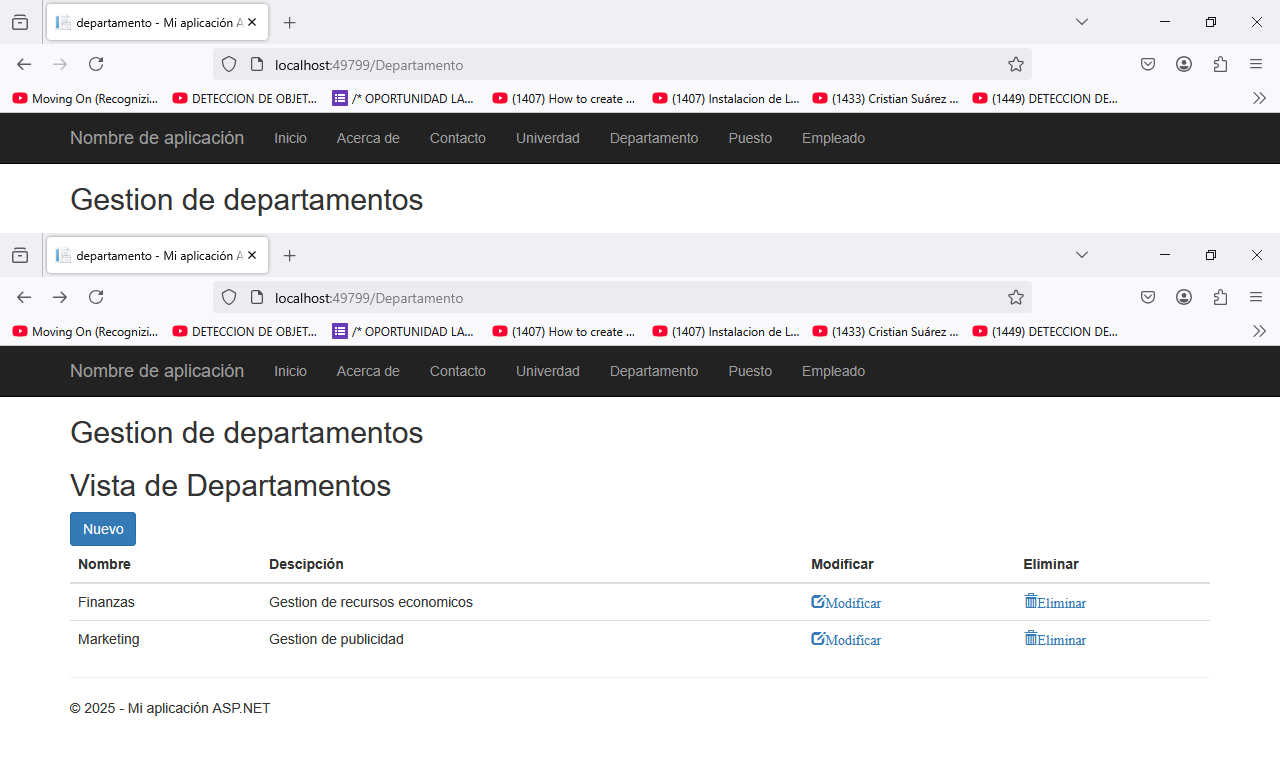 departamento - Mi aplicación A
localhost:49799/Departamento
Moving On (Recognizi... DETECCION DE OBJET... /* OPORTUNIDAD LA... (1407) How to create ... (1407) Instalacion de L... (1433) Cristian Suárez ... (1449) DETECCION DE...
Nombre de aplicación Inicio Acerca de Contacto Univerdad Departamento Puesto Empleado
Gestion de departamentos
departamento - Mi aplicación A
localhost:49799/Departamento
Moving On (Recognizi... DETECCION DE OBJET... /* OPORTUNIDAD LA... (1407) How to create ... (1407) Instalacion de L... (1433) Cristian Suárez ... (1449) DETECCION DE...
Nombre de aplicación Inicio Acerca de Contacto Univerdad Departamento Puesto Empleado
Gestion de departamentos
Vista de Departamentos
Nuevo
Nombre Descipción Modificar Eliminar
Finanzas Gestion de recursos economicos Modificar Eliminar
Marketing Gestion de publicidad Modificar Eliminar
© 2025 - Mi aplicación ASP.NET